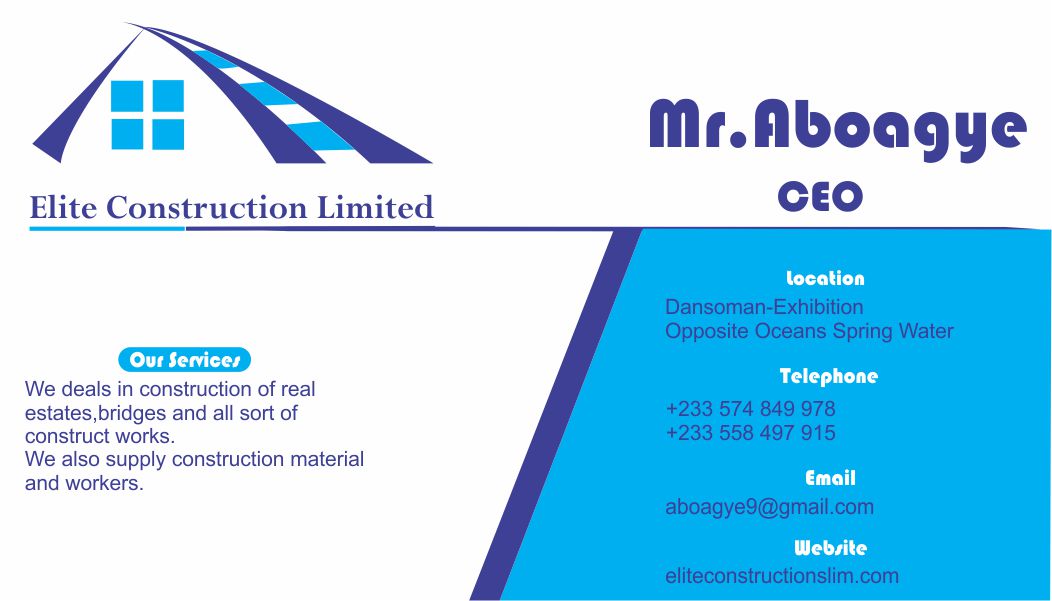 Elite Construction Limited
Mr.Aboagye
CEO
Our Services
We deals in construction of real
estates,bridges and all sort of
construct works.
We also supply construction material
and workers.
Location
Dansoman-Exhibition
Opposite Oceans Spring Water
Telephone
+233 574 849 978
+233 558 497 915
Email
aboagye9@gmail.com
Website
eliteconstructionslim.com